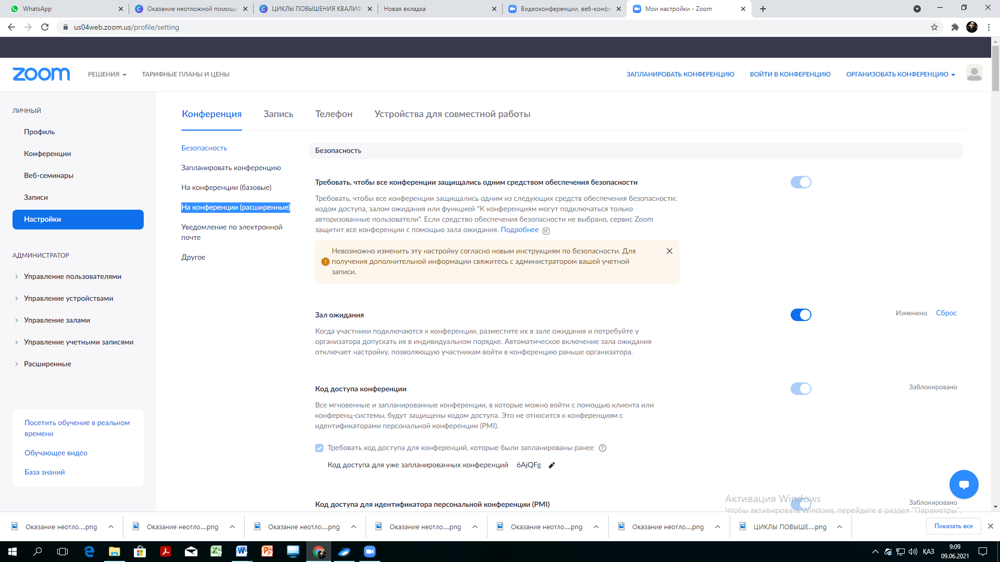 WhatsApp
Оказание неотложной помощи
ЦИКЛЫ ПОВЫШЕНИЯ КВАЛИФ
Новая вкладка
Видеоконференции, веб-конфе
Мои настройки - Zoom
us04web.zoom.us/profile/setting
zoom
РЕШЕНИЯ
ТАРИФНЫЕ ПЛАНЫ И ЦЕНЫ
ЗАПЛАНИРОВАТЬ КОНФЕРЕНЦИЮ
ВОЙТИ В КОНФЕРЕНЦИЮ
ОРГАНИЗОВАТЬ КОНФЕРЕНЦИЮ
ЛИЧНЫЙ
Профиль
Конференции
Веб-семинары
Записи
Настройки
АДМИНИСТРАТОР
Управление пользователями
Управление устройствами
Управление залами
Управление учетными записями
Расширенные
Посетить обучение в реальном
времени
Обучающее видео
База знаний
Конференция
Запись
Телефон
Устройства для совместной работы
Безопасность
Запланировать конференцию
На конференции (базовые)
На конференции (расширенные)
Уведомление по электронной
почте
Другое
Безопасность
Требовать, чтобы все конференции защищались одним средством обеспечения безопасности
Требовать, чтобы все конференции защищались одним из следующих средств обеспечения безопасности:
кодом доступа, залом ожидания или функцией "К конференциям могут подключаться только
авторизованные пользователи". Если средство обеспечения безопасности не выбрано, сервис Zoom
защитит все конференции с помощью зала ожидания. Подробнее
Невозможно изменить эту настройку согласно новым инструкциям по безопасности. Для
получения дополнительной информации свяжитесь с администратором вашей учетной
записи.
Зал ожидания
Изменено Сброс
Когда участники подключаются к конференции, разместите их в зале ожидания и потребуйте у
организатора допускать их в индивидуальном порядке. Автоматическое включение зала ожидания
отключает настройку, позволяющую участникам войти в конференцию раньше организатора.
Код доступа конференции
Заблокировано
Все мгновенные и запланированные конференции, в которые можно войти с помощью клиента или
конференц-системы, будут защищены кодом доступа. Это не относится к конференциям с
идентификаторами персональной конференции (PMI).
Требовать код доступа для конференций, которые были запланированы ранее
Код доступа для уже запланированных конференций 6AjQFg
Код доступа для идентификатора персональной конференции (PMI)
Заблокировано
Активация Windows
Чтобы активировать Windows, перейдите в раздел "Параметры".
Оказание неотло....png
Оказание неотло....png
Оказание неотло....png
Оказание неотло....png
Оказание неотло....png
Оказание неотло....png
ЦИКЛЫ ПОВЫШЕ....png
Показать все
ҚАЗ
9:09
09.06.2021